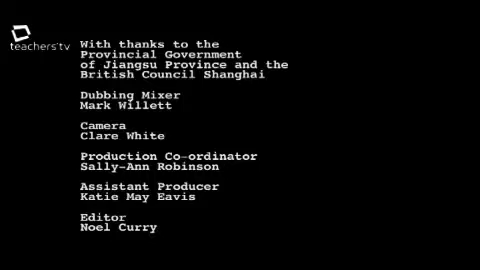 teachers'tv
With thanks to the
Provincial Government
of Jiangsu Province and the
British Council Shanghai
Dubbing Mixer
Mark Willett
Camera
Clare White
Production Co-ordinator
Sally-Ann Robinson
Assistant Producer
Katie May Eavis
Editor
Noel Curry